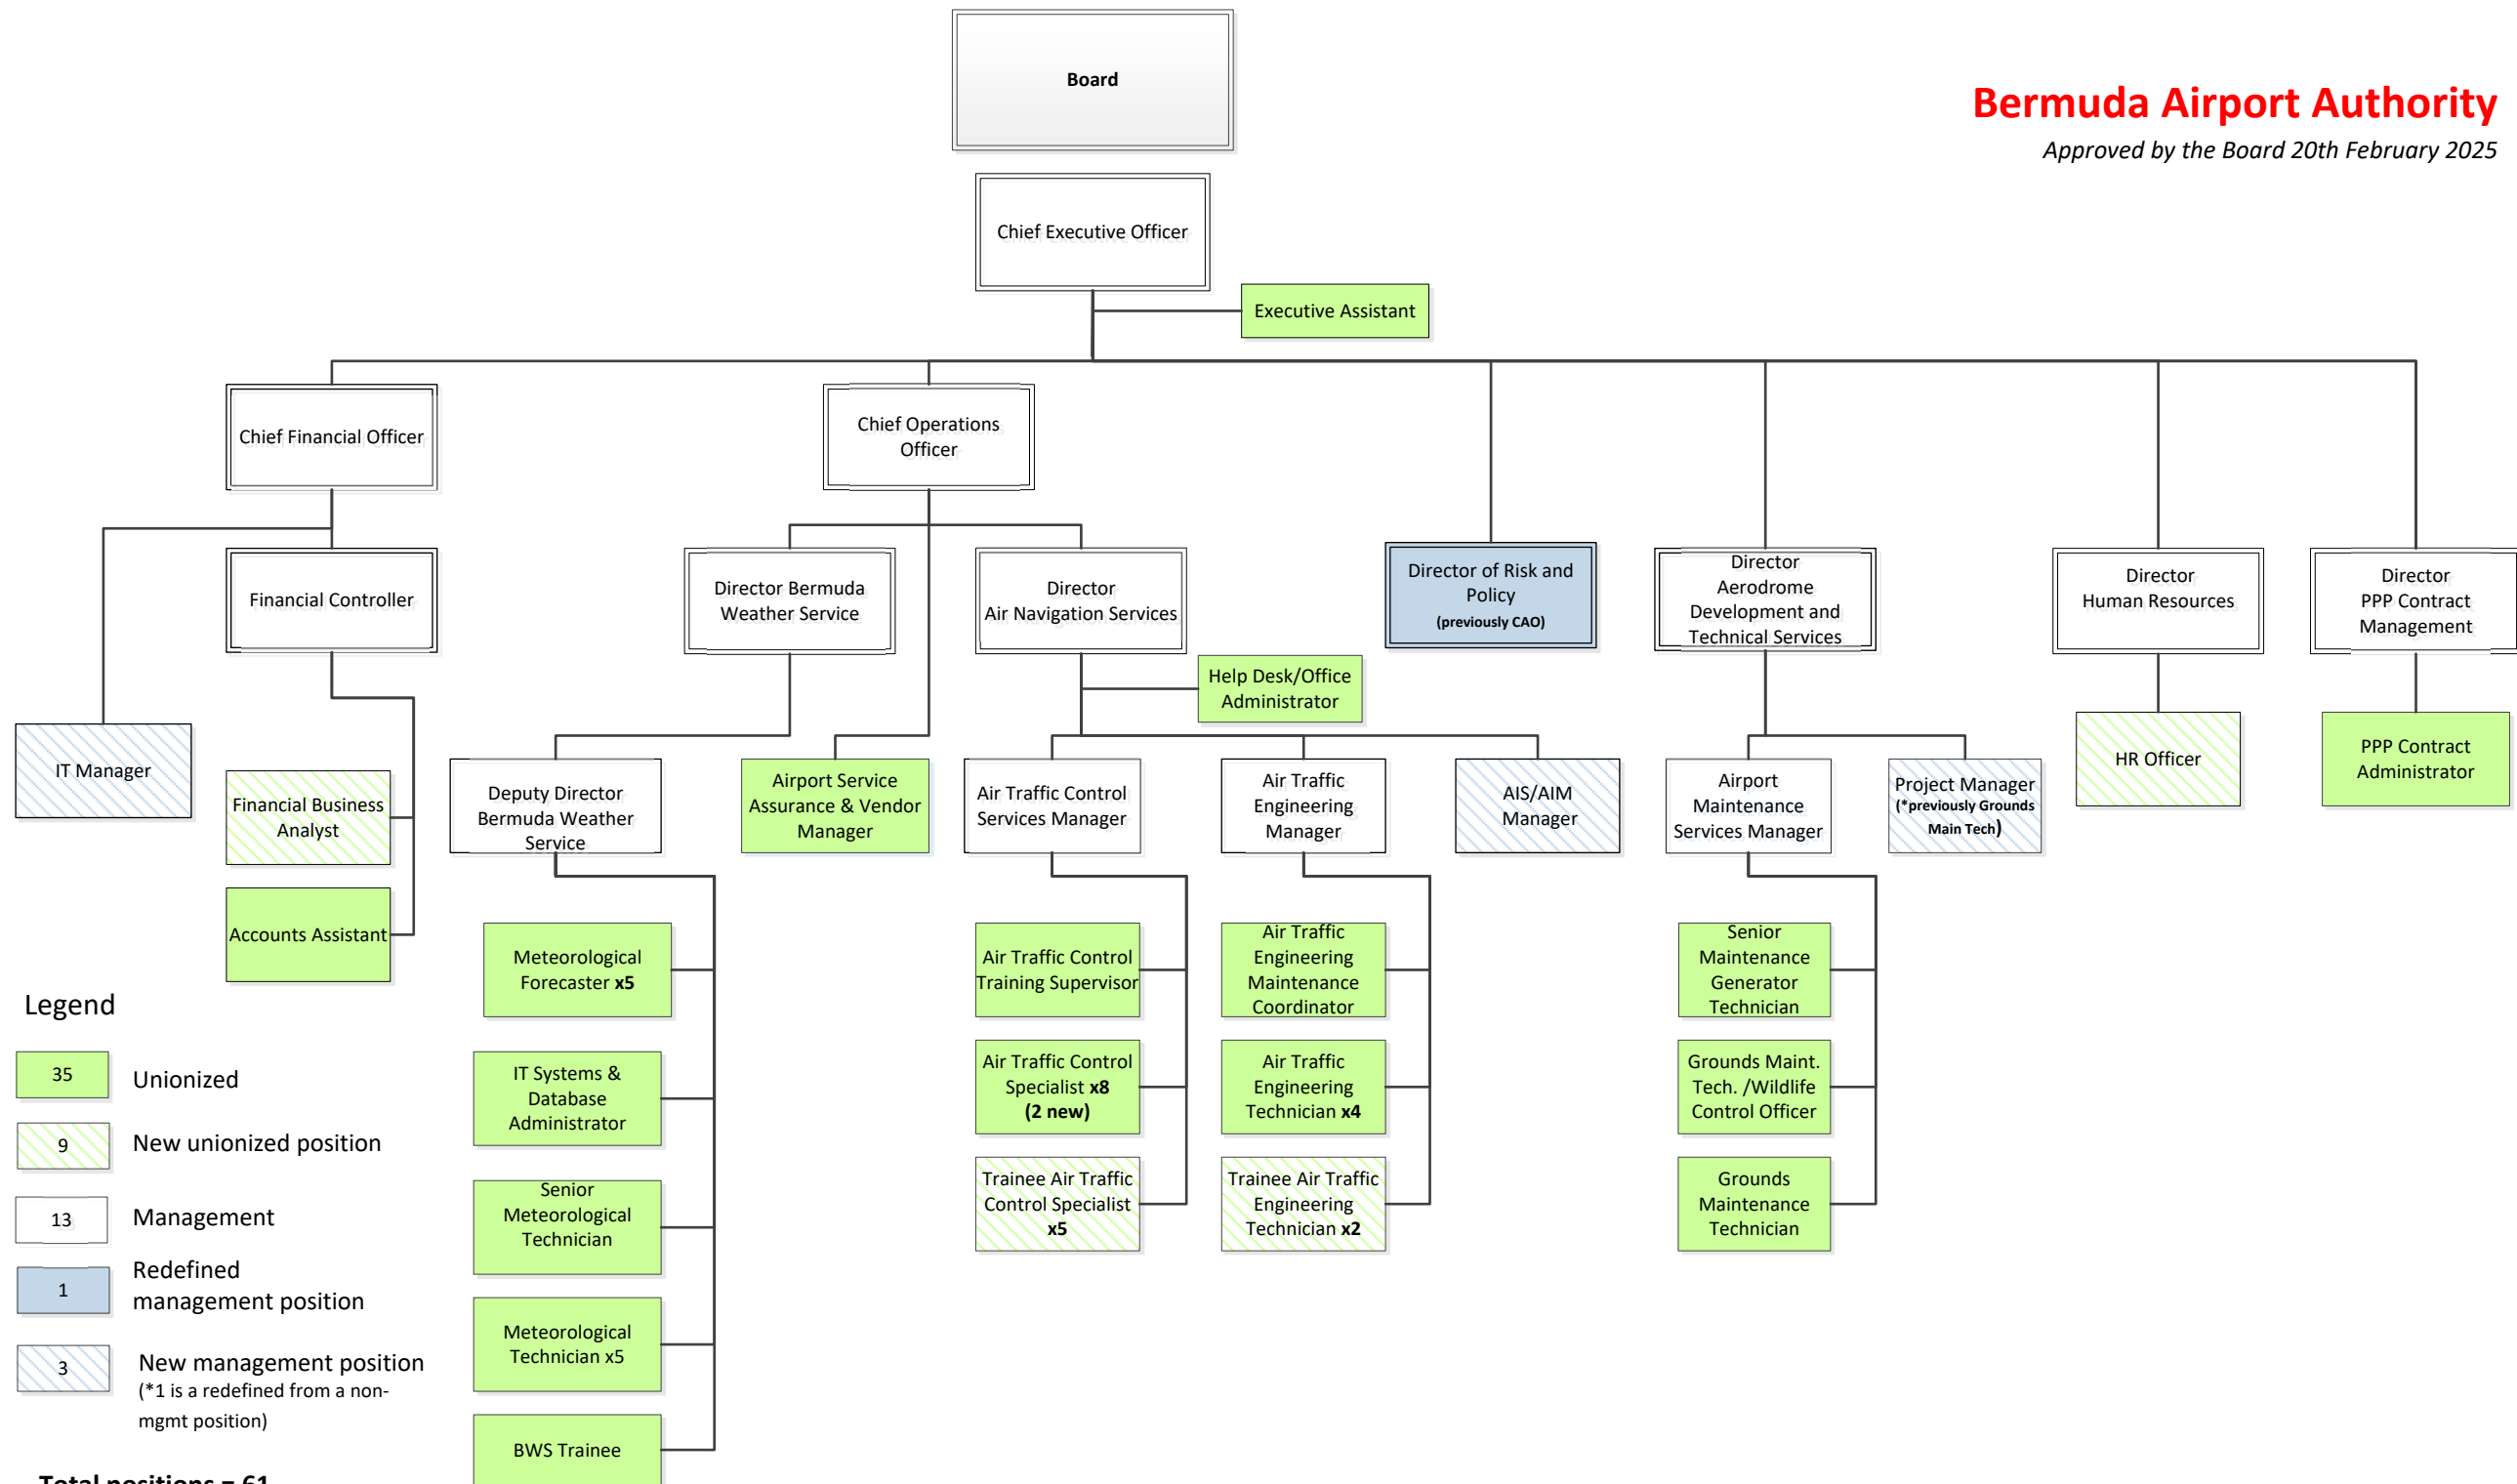 Board
Bermuda Airport Authority
Approved by the Board 20th February 2025
Chief Executive Officer
Executive Assistant
Chief Financial Officer
Chief Operations
Officer
Financial Controller
Director Bermuda
Weather Service
Director
Air Navigation Services
Director of Risk and
Policy
(previously CAO)
Director
Aerodrome
Development and
Technical Services
Director
Human Resources
Director
PPP Contract
Management
Help Desk/Office
Administrator
IT Manager
Financial Business
Analyst
Accounts Assistant
Deputy Director
Bermuda Weather
Service
Airport Service
Assurance & Vendor
Manager
Air Traffic Control
Services Manager
Air Traffic
Engineering
Manager
AIS/AIM
Manager
Airport
Maintenance
Services Manager
Project Manager
(*previously Grounds
Main Tech)
HR Officer
PPP Contract
Administrator
Meteorological
Forecaster x5
IT Systems &
Database
Administrator
Senior
Meteorological
Technician
Meteorological
Technician x5
BWS Trainee
Air Traffic Control
Training Supervisor
Air Traffic Control
Specialist x8
(2 new)
Trainee Air Traffic
Control Specialist
x5
Air Traffic
Engineering
Maintenance
Coordinator
Air Traffic
Engineering
Technician x4
Trainee Air Traffic
Engineering
Technician x2
Senior
Maintenance
Generator
Technician
Grounds Maint.
Tech. /Wildlife
Control Officer
Grounds
Maintenance
Technician
Legend
35 Unionized
9 New unionized position
13 Management
1 Redefined
management position
3 New management position
(*1 is a redefined from a non-
mgmt position)
Total positions = 61